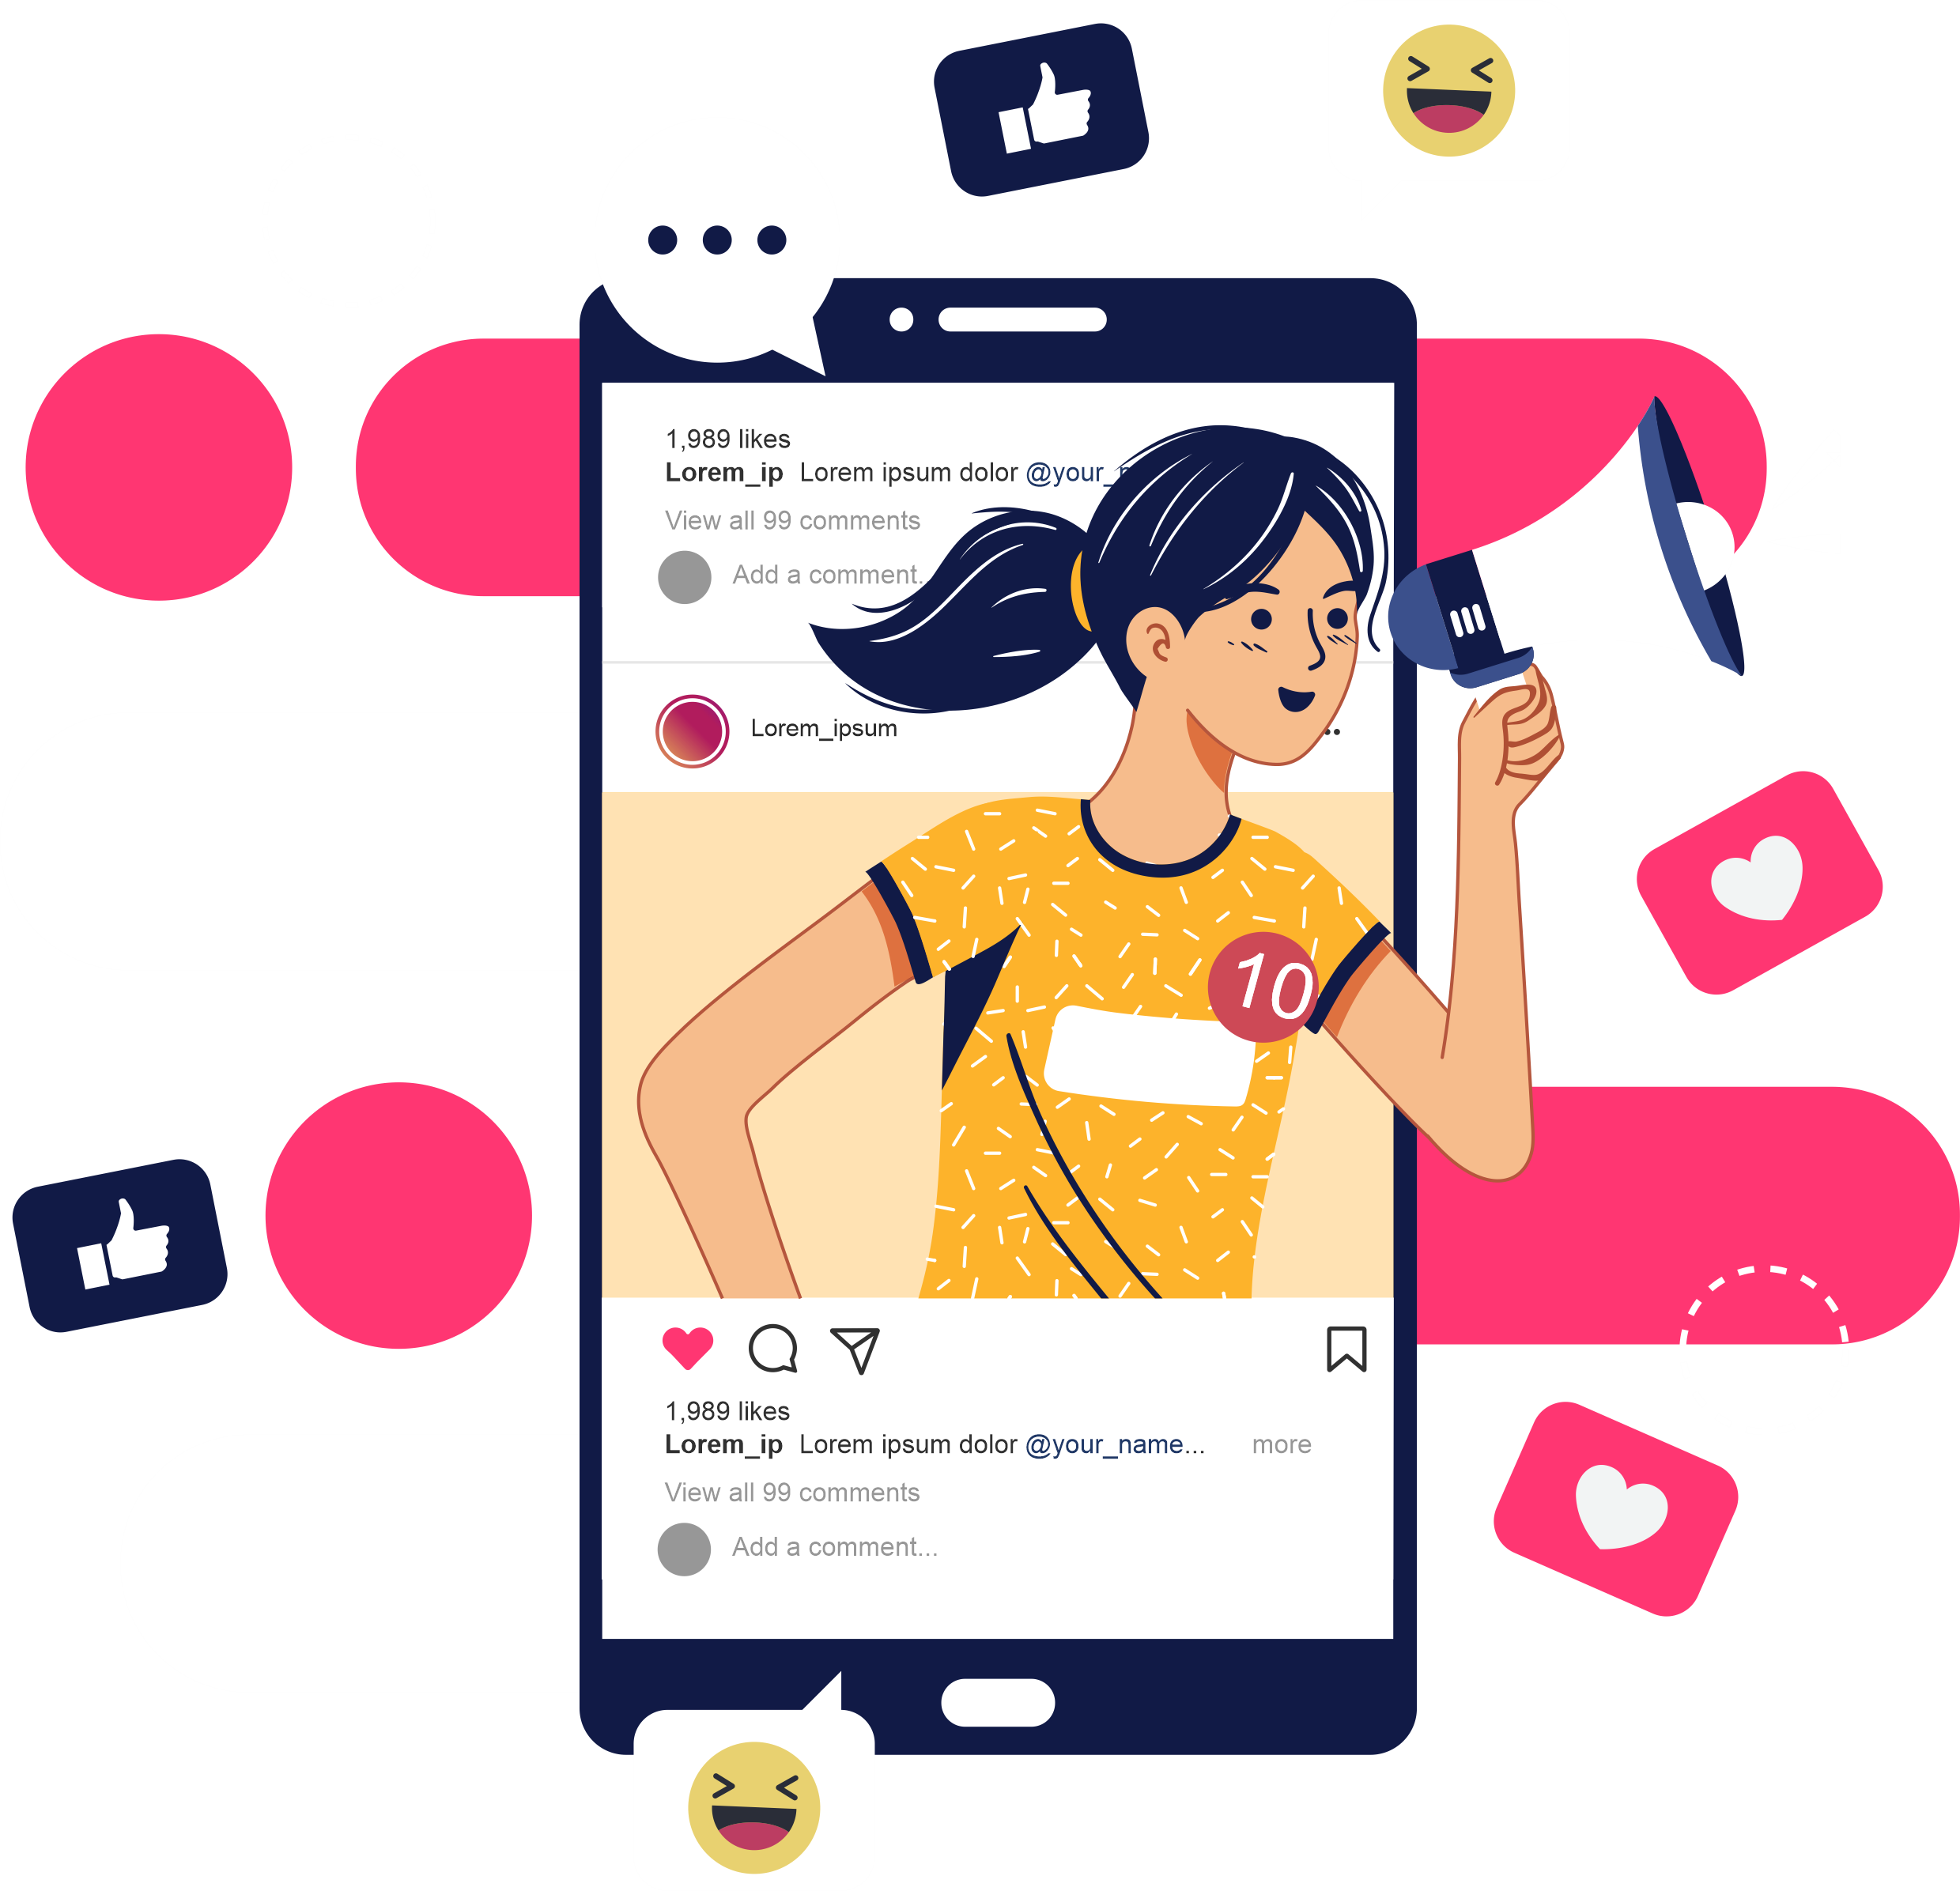 1,989 likes
Lorem_ip Lorem ipsum dolor @your_
View all 99 comments
Add a comment..
Lorem_ipsum
10
1,989 likes
Lorem_ip Lorem ipsum dolor @your_name... more
View all 99 comments
Add a comment...